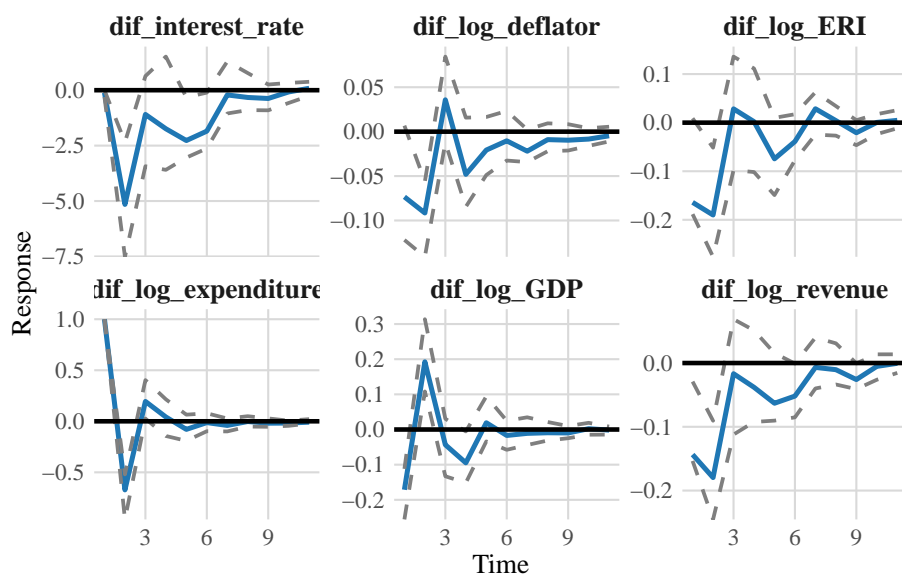 dif_interest_rate
dif_log_deflator
dif_log_ERI
0.0
−2.5
−5.0
−7.5
0.05
0.00
−0.05
−0.10
0.1
0.0
−0.1
−0.2
Response
dif_log_expenditure
dif_log_GDP
dif_log_revenue
1.0
0.5
0.0
−0.5
0.3
0.2
0.1
0.0
−0.1
−0.2
0.0
−0.1
−0.2
3 6 9
3 6 9
3 6 9
Time